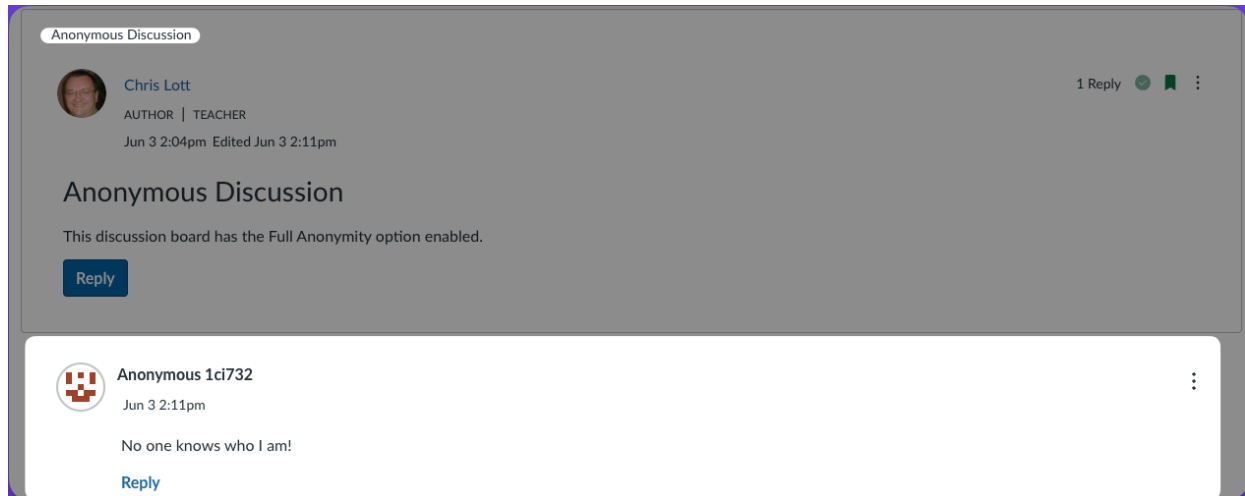 Anonymous Discussion
Chris Lott
1 Reply
AUTHOR | TEACHER
Jun 3 2:04pm Edited Jun 3 2:11pm
Anonymous Discussion
This discussion board has the Full Anonymity option enabled.
Reply
Anonymous 1ci732
Jun 3 2:11pm
No one knows who I am!
Reply